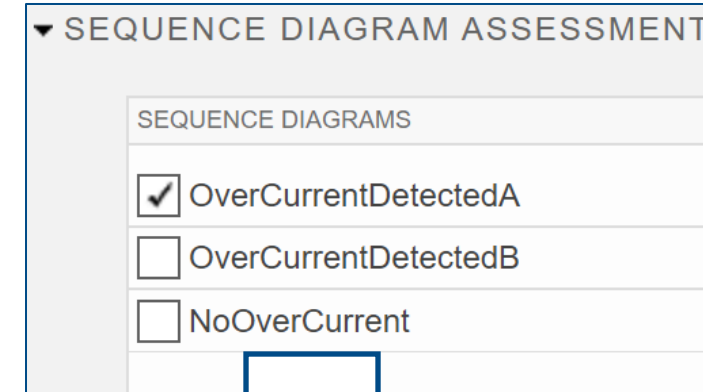 SEQUENCE DIAGRAM ASSESSMENT
SEQUENCE DIAGRAMS
OverCurrentDetectedA
OverCurrentDetectedB
NoOverCurrent